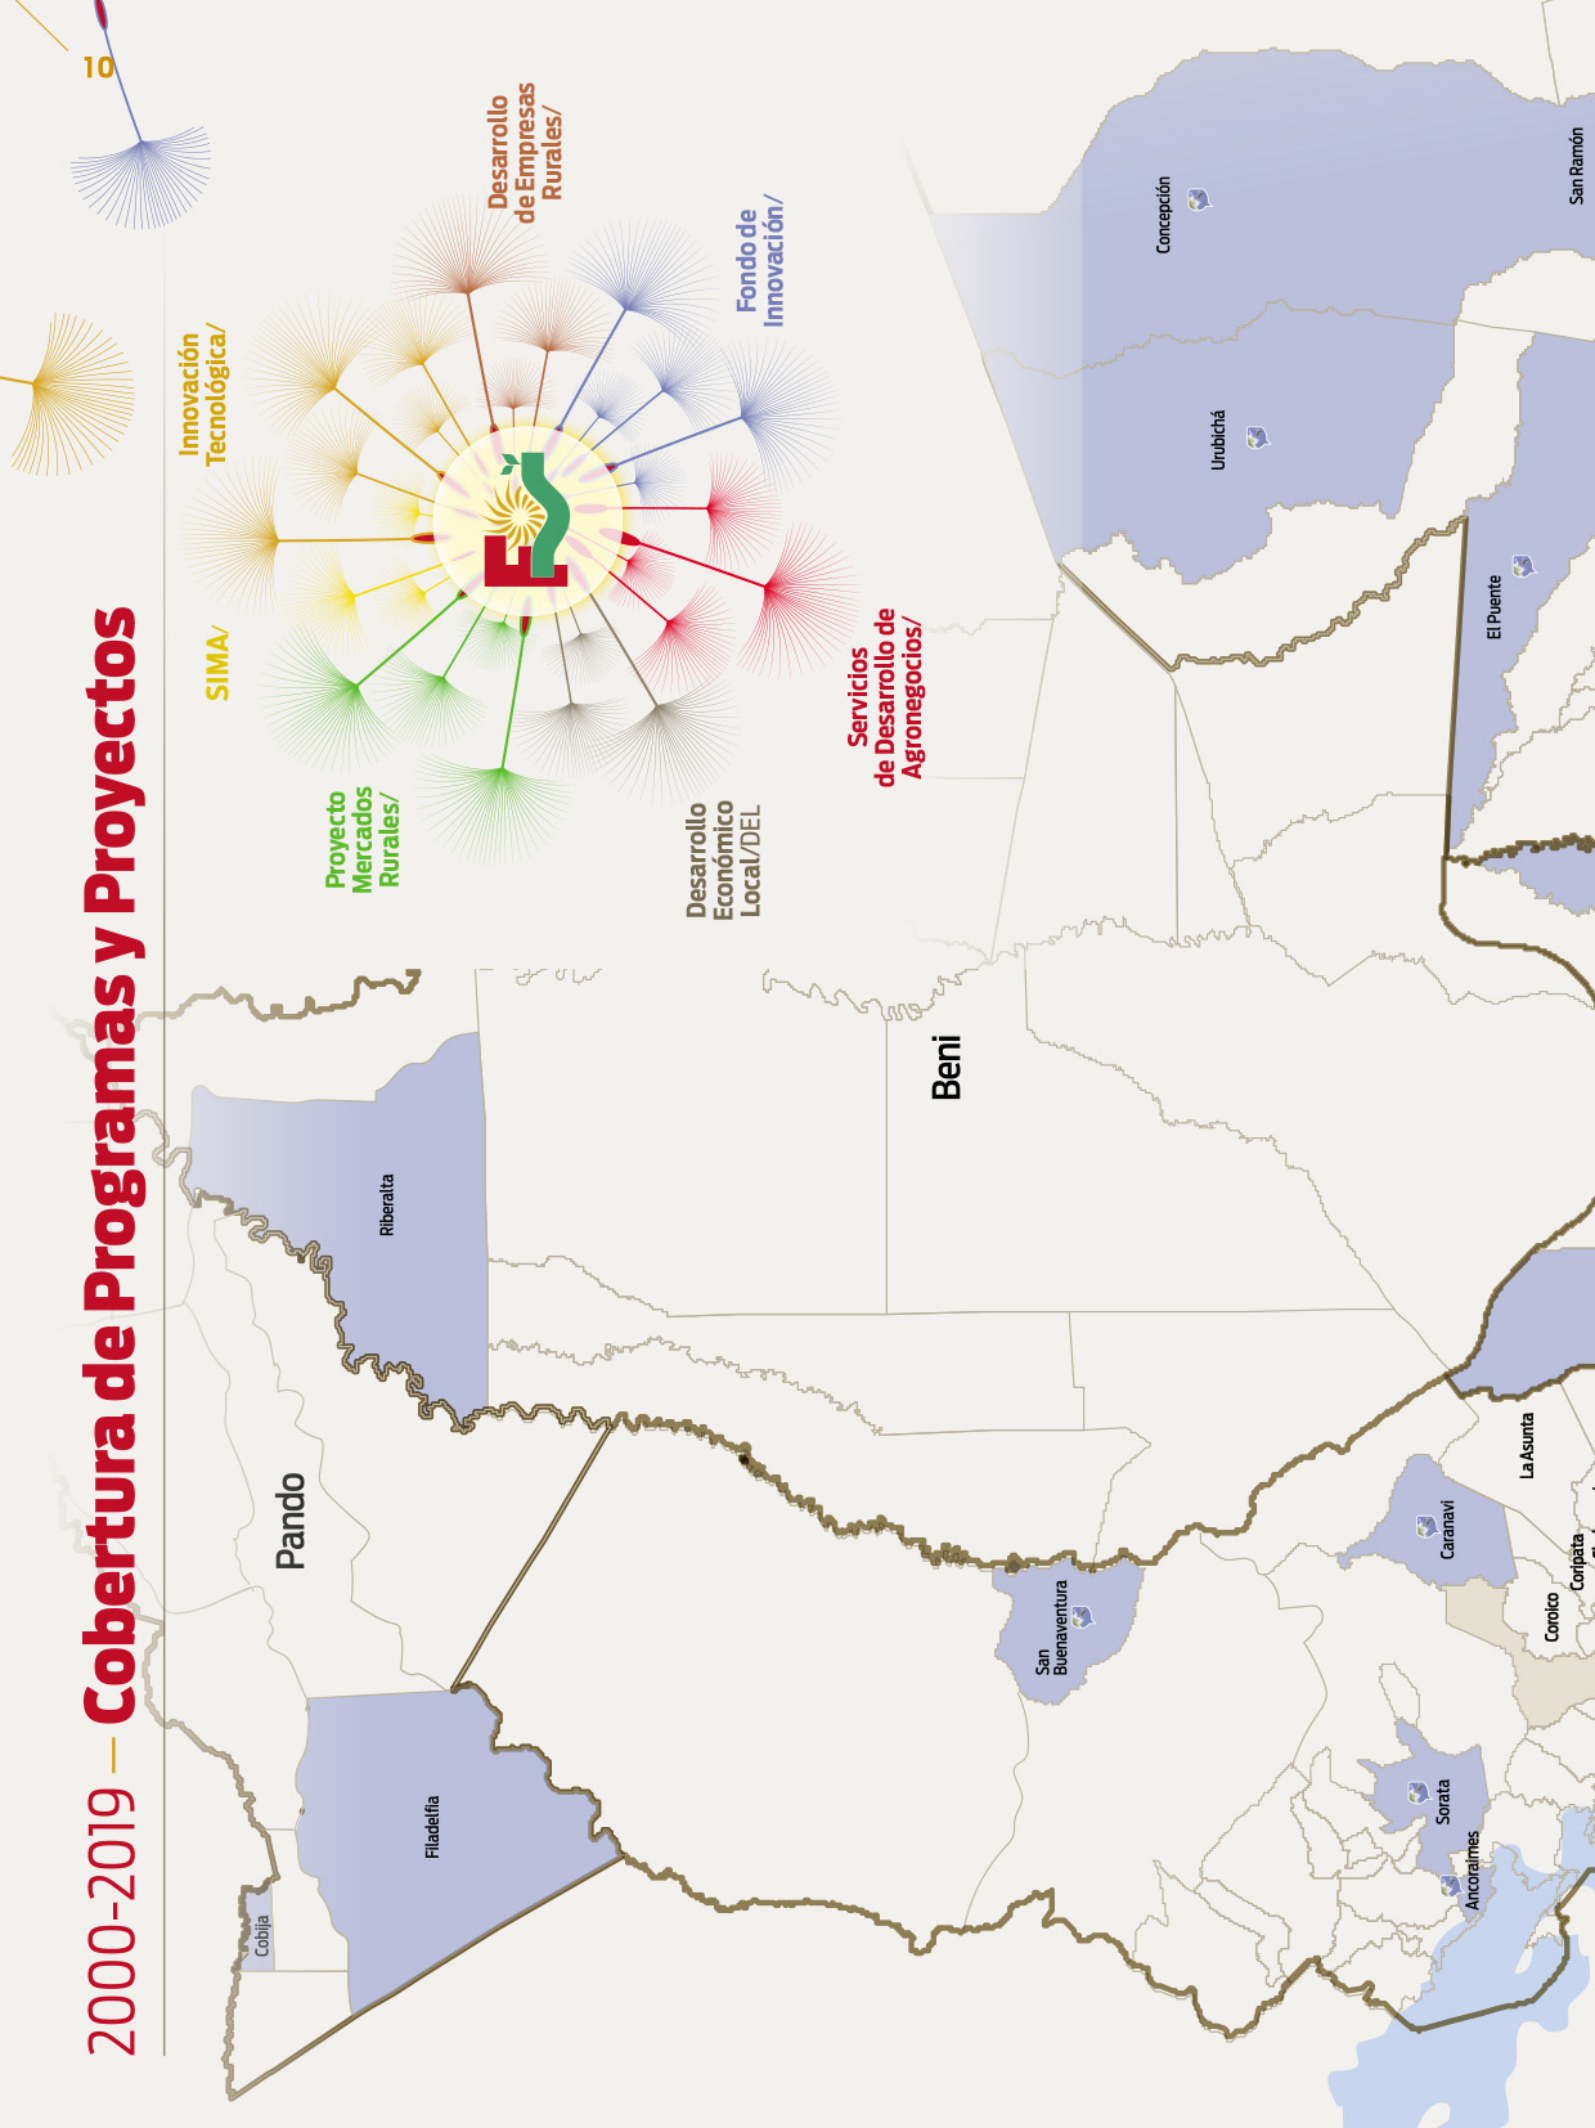 10
2000-2019 — Cobertura de Programas y Proyectos
Innovación
Tecnológica/
SIMA/
Proyecto
Mercados
Rurales/
Desarrollo
de Empresas
Rurales/
Fondo de
Innovación/
Desarrollo
Económico
Local/DEL
Servicios
de Desarrollo de
Agronegocios/
Cobija
Pando
Filadelfia
Riberalta
Beni
San
Buenaventura
Concepción
Urubichá
San Ramón
El Puente
Caranavi
La Asunta
Coroico
Coripata
Sorata
Ancoraimes